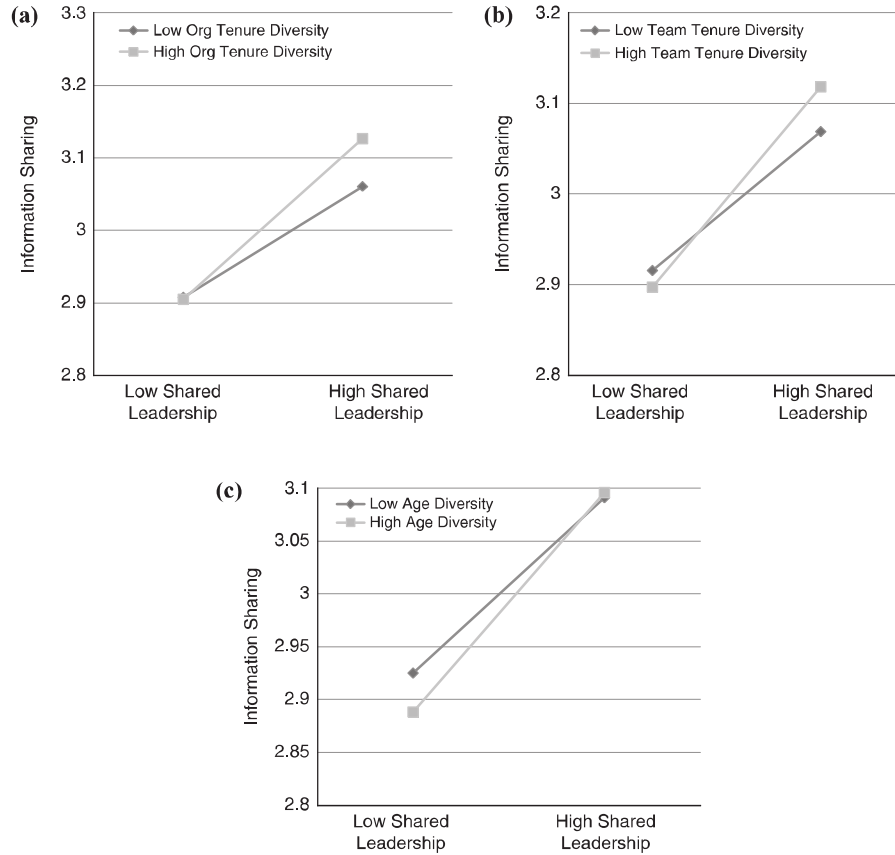 (a)
3.3
3.2
3.1
3
2.9
2.8
Information Sharing
Low Org Tenure Diversity
High Org Tenure Diversity
Low Shared
Leadership
High Shared
Leadership
(b)
3.2
3.1
3
2.9
2.8
Information Sharing
Low Team Tenure Diversity
High Team Tenure Diversity
Low Shared
Leadership
High Shared
Leadership
(c)
3.1
3.05
3
2.95
2.9
2.85
2.8
Information Sharing
Low Age Diversity
High Age Diversity
Low Shared
Leadership
High Shared
Leadership